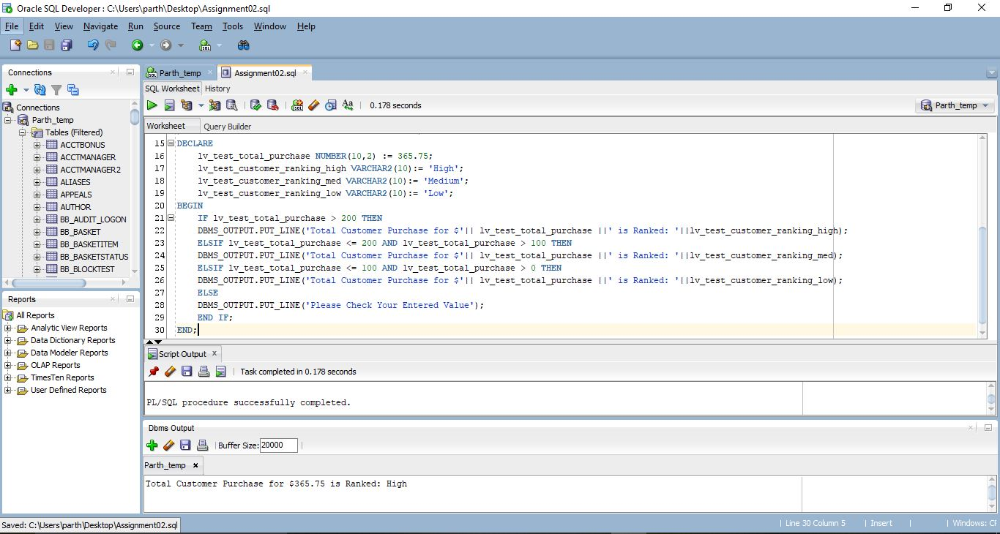 Oracle SQL Developer : C:\Users\parth\Desktop\Assignment02.sql
File Edit View Navigate Run Source Team Tools Window Help
Connections
Connections
Parth_temp
Tables (Filtered)
ACCTBONUS
ACCTMANAGER
ACCTMANAGER2
ALIASES
APPEALS
AUTHOR
BB_AUDIT_LOGON
BB_BASKET
BB_BASKETITEM
BB_BASKETSTATUS
BB_BLOCKTEST
Reports
All Reports
Analytic View Reports
Data Dictionary Reports
Data Modeler Reports
OLAP Reports
TimesTen Reports
User Defined Reports
Parth_temp Assignment02.sql
SQL Worksheet History
0.178 seconds Parth_temp
Worksheet Query Builder
15 DECLARE
16 lv_test_total_purchase NUMBER(10,2) := 365.75;
17 lv_test_customer_ranking_high VARCHAR2(10):= 'High';
18 lv_test_customer_ranking_med VARCHAR2(10):= 'Medium';
19 lv_test_customer_ranking_low VARCHAR2(10):= 'Low';
20 BEGIN
21 IF lv_test_total_purchase > 200 THEN
22 DBMS_OUTPUT.PUT_LINE('Total Customer Purchase for $'|| lv_test_total_purchase ||' is Ranked: '||lv_test_customer_ranking_high);
23 ELSIF lv_test_total_purchase <= 200 AND lv_test_total_purchase > 100 THEN
24 DBMS_OUTPUT.PUT_LINE('Total Customer Purchase for $'|| lv_test_total_purchase ||' is Ranked: '||lv_test_customer_ranking_med);
25 ELSIF lv_test_total_purchase <= 100 AND lv_test_total_purchase > 0 THEN
26 DBMS_OUTPUT.PUT_LINE('Total Customer Purchase for $'|| lv_test_total_purchase ||' is Ranked: '||lv_test_customer_ranking_low);
27 ELSE
28 DBMS_OUTPUT.PUT_LINE('Please Check Your Entered Value');
29 END IF;
30 END;
Script Output
Task completed in 0.178 seconds
PL/SQL procedure successfully completed.
Dbms Output
Buffer Size: 20000
Parth_temp
Total Customer Purchase for $365.75 is Ranked: High
Saved: C:\Users\parth\Desktop\Assignment02.sql
Line 30 Column 5 Insert Windows: CF